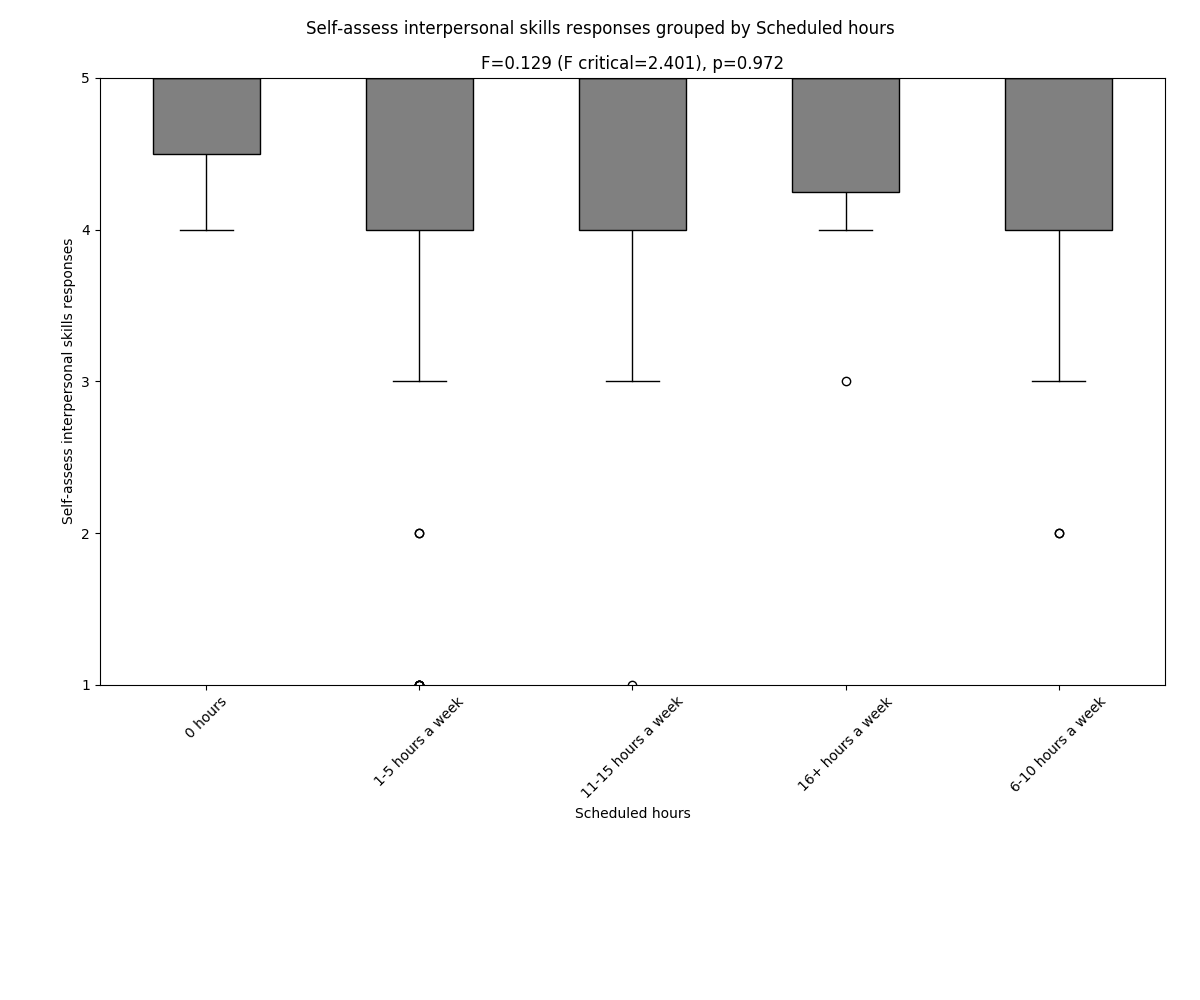 Self-assess interpersonal skills responses grouped by Scheduled hours
F=0.129 (F critical=2.401), p=0.972
Self-assess interpersonal skills responses
5
4
3
2
1
0 hours
1-5 hours a week
11-15 hours a week
16+ hours a week
6-10 hours a week
Scheduled hours